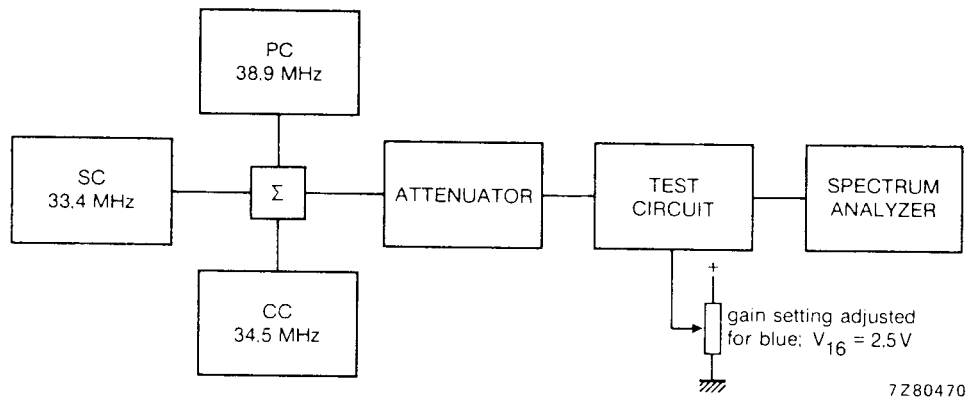 PC
38.9 MHz
SC
33.4 MHz
Σ
ATTENUATOR
TEST
CIRCUIT
SPECTRUM
ANALYZER
CC
34.5 MHz
+
gain setting adjusted
for blue; V16 = 2.5 V
7Z80470